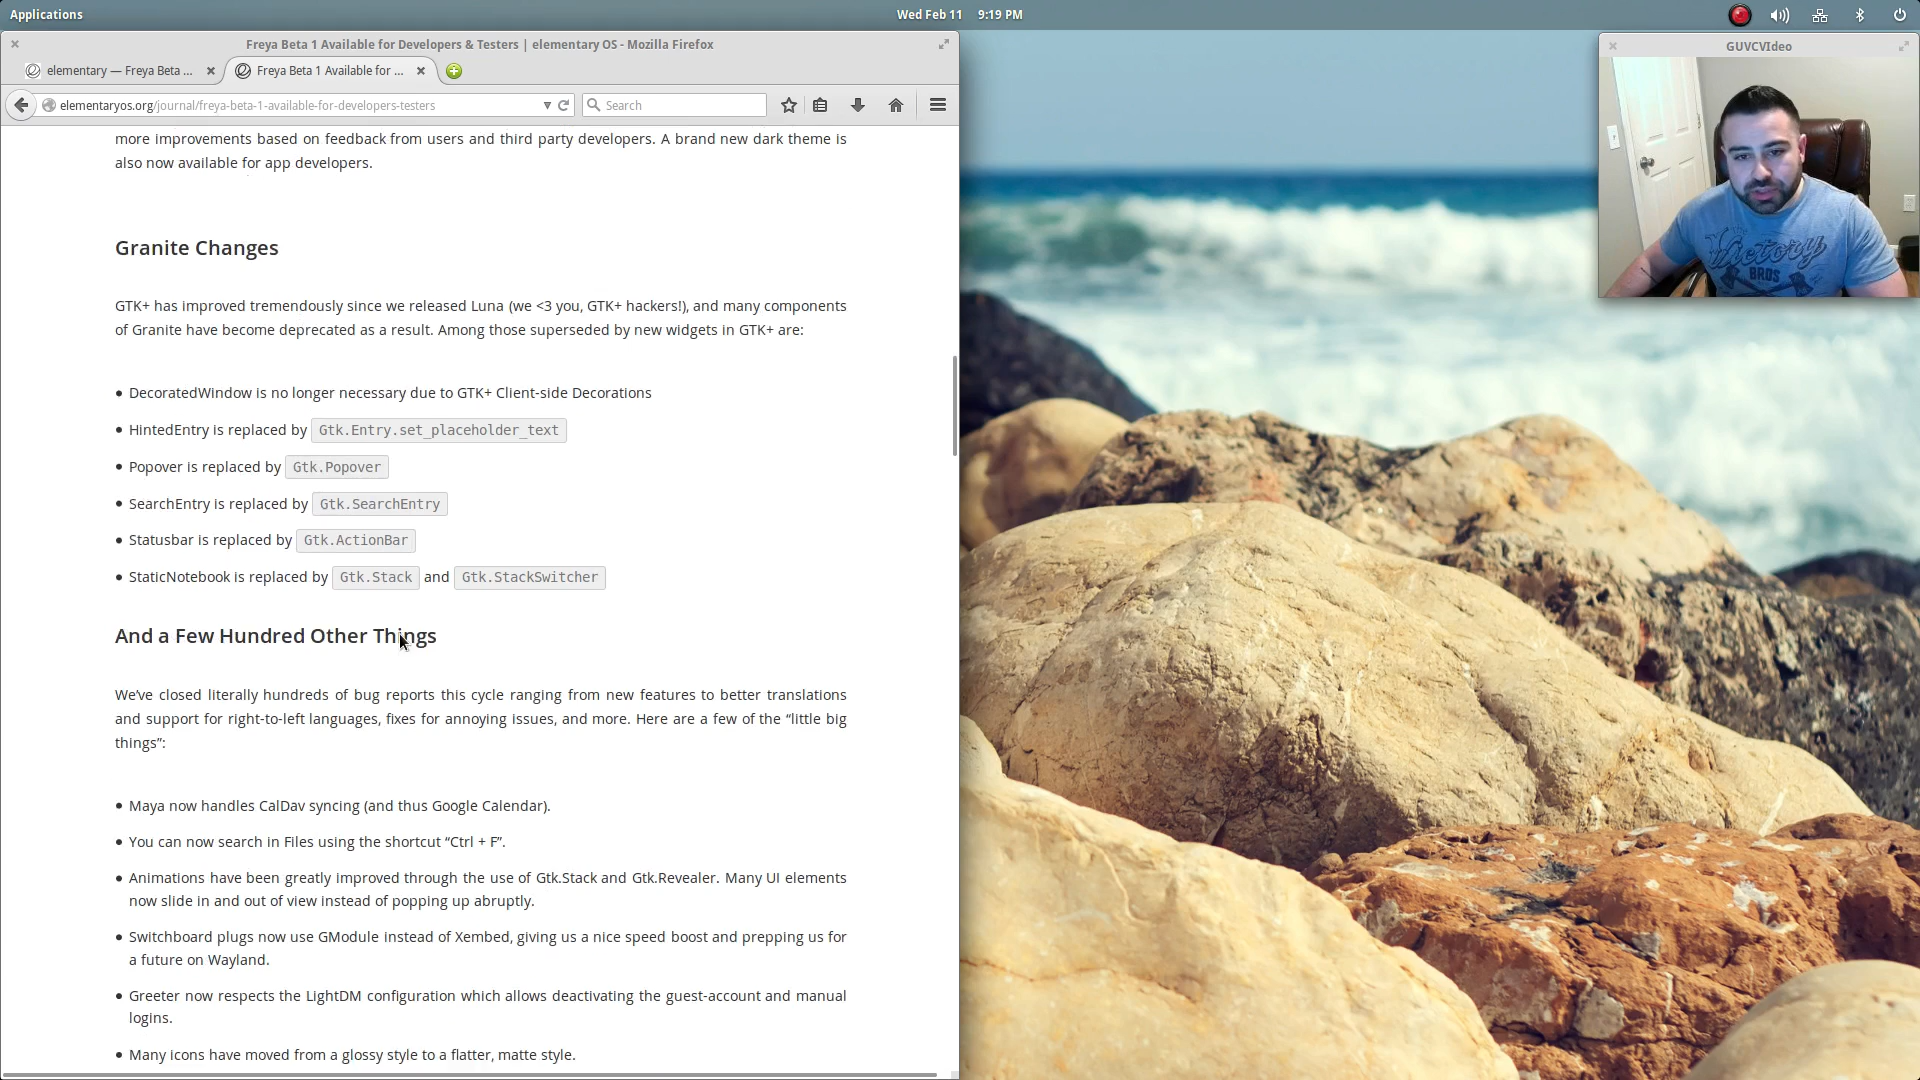 Applications
Wed Feb 11 9:19 PM
Freya Beta 1 Available for Developers & Testers | elementary OS - Mozilla Firefox
elementary — Freya Beta ...
Freya Beta 1 Available for ...
elementaryos.org/journal/freya-beta-1-available-for-developers-testers
Search
GUVCVIdeo
Victory
BROS
more improvements based on feedback from users and third party developers. A brand new dark theme is
also now available for app developers.
Granite Changes
GTK+ has improved tremendously since we released Luna (we <3 you, GTK+ hackers!), and many components
of Granite have become deprecated as a result. Among those superseded by new widgets in GTK+ are:
• DecoratedWindow is no longer necessary due to GTK+ Client-side Decorations
• HintedEntry is replaced by Gtk.Entry.set_placeholder_text
• Popover is replaced by Gtk.Popover
• SearchEntry is replaced by Gtk.SearchEntry
• Statusbar is replaced by Gtk.ActionBar
• StaticNotebook is replaced by Gtk.Stack and Gtk.StackSwitcher
And a Few Hundred Other Things
We’ve closed literally hundreds of bug reports this cycle ranging from new features to better translations
and support for right-to-left languages, fixes for annoying issues, and more. Here are a few of the “little big
things”:
• Maya now handles CalDav syncing (and thus Google Calendar).
• You can now search in Files using the shortcut “Ctrl + F”.
• Animations have been greatly improved through the use of Gtk.Stack and Gtk.Revealer. Many UI elements
now slide in and out of view instead of popping up abruptly.
• Switchboard plugs now use GModule instead of Xembed, giving us a nice speed boost and prepping us for
a future on Wayland.
• Greeter now respects the LightDM configuration which allows deactivating the guest-account and manual
logins.
• Many icons have moved from a glossy style to a flatter, matte style.